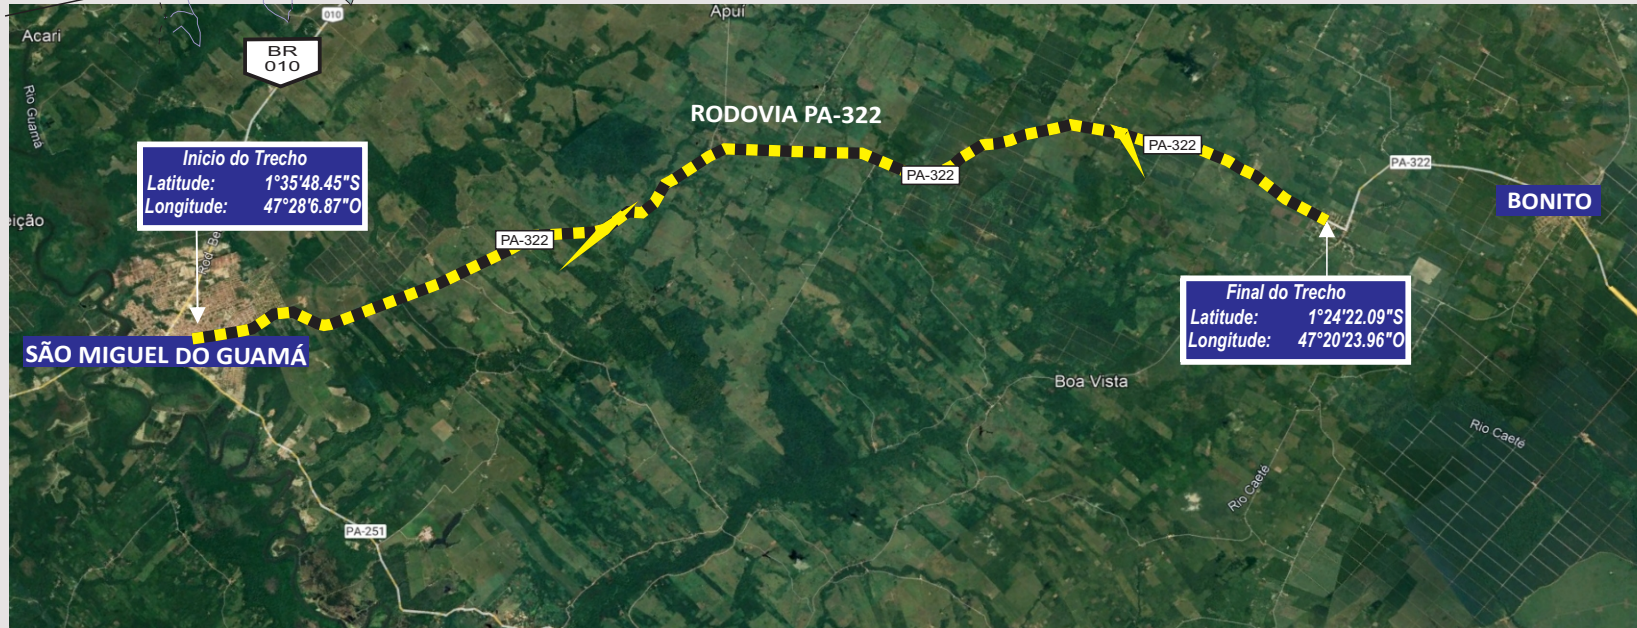 Apuí
010
Acari
BR
010
Rio Guamá
RODOVIA PA-322
PA-322
PA-322
Inicio do Trecho
Latitude: 1°35'48.45"S
Longitude: 47°28'6.87"O
PA-322
BONITO
eição
PA-322
Rod. Be
Final do Trecho
Latitude: 1°24'22.09"S
Longitude: 47°20'23.96"O
SÃO MIGUEL DO GUAMÁ
Boa Vista
Rio Caeté
Rio Caeté
PA-251